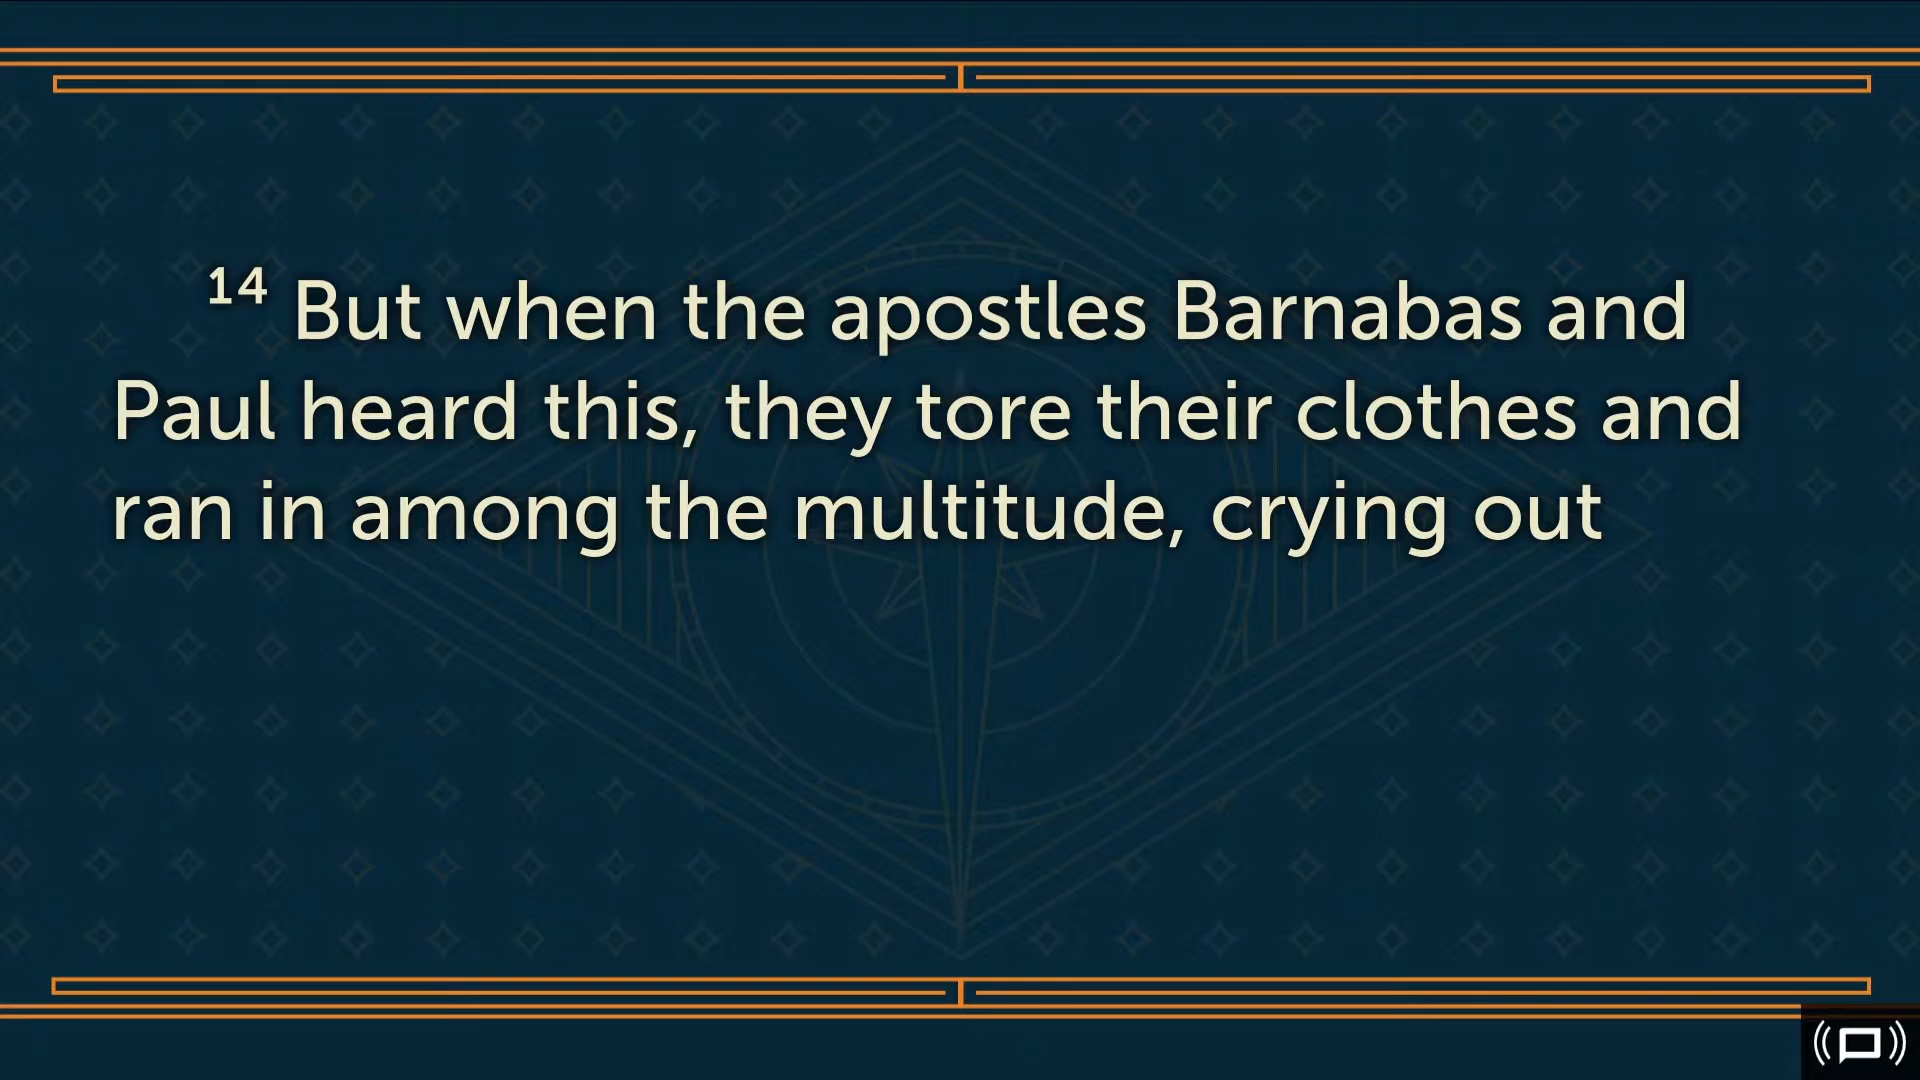 14 But when the apostles Barnabas and
Paul heard this, they tore their clothes and
ran in among the multitude, crying out